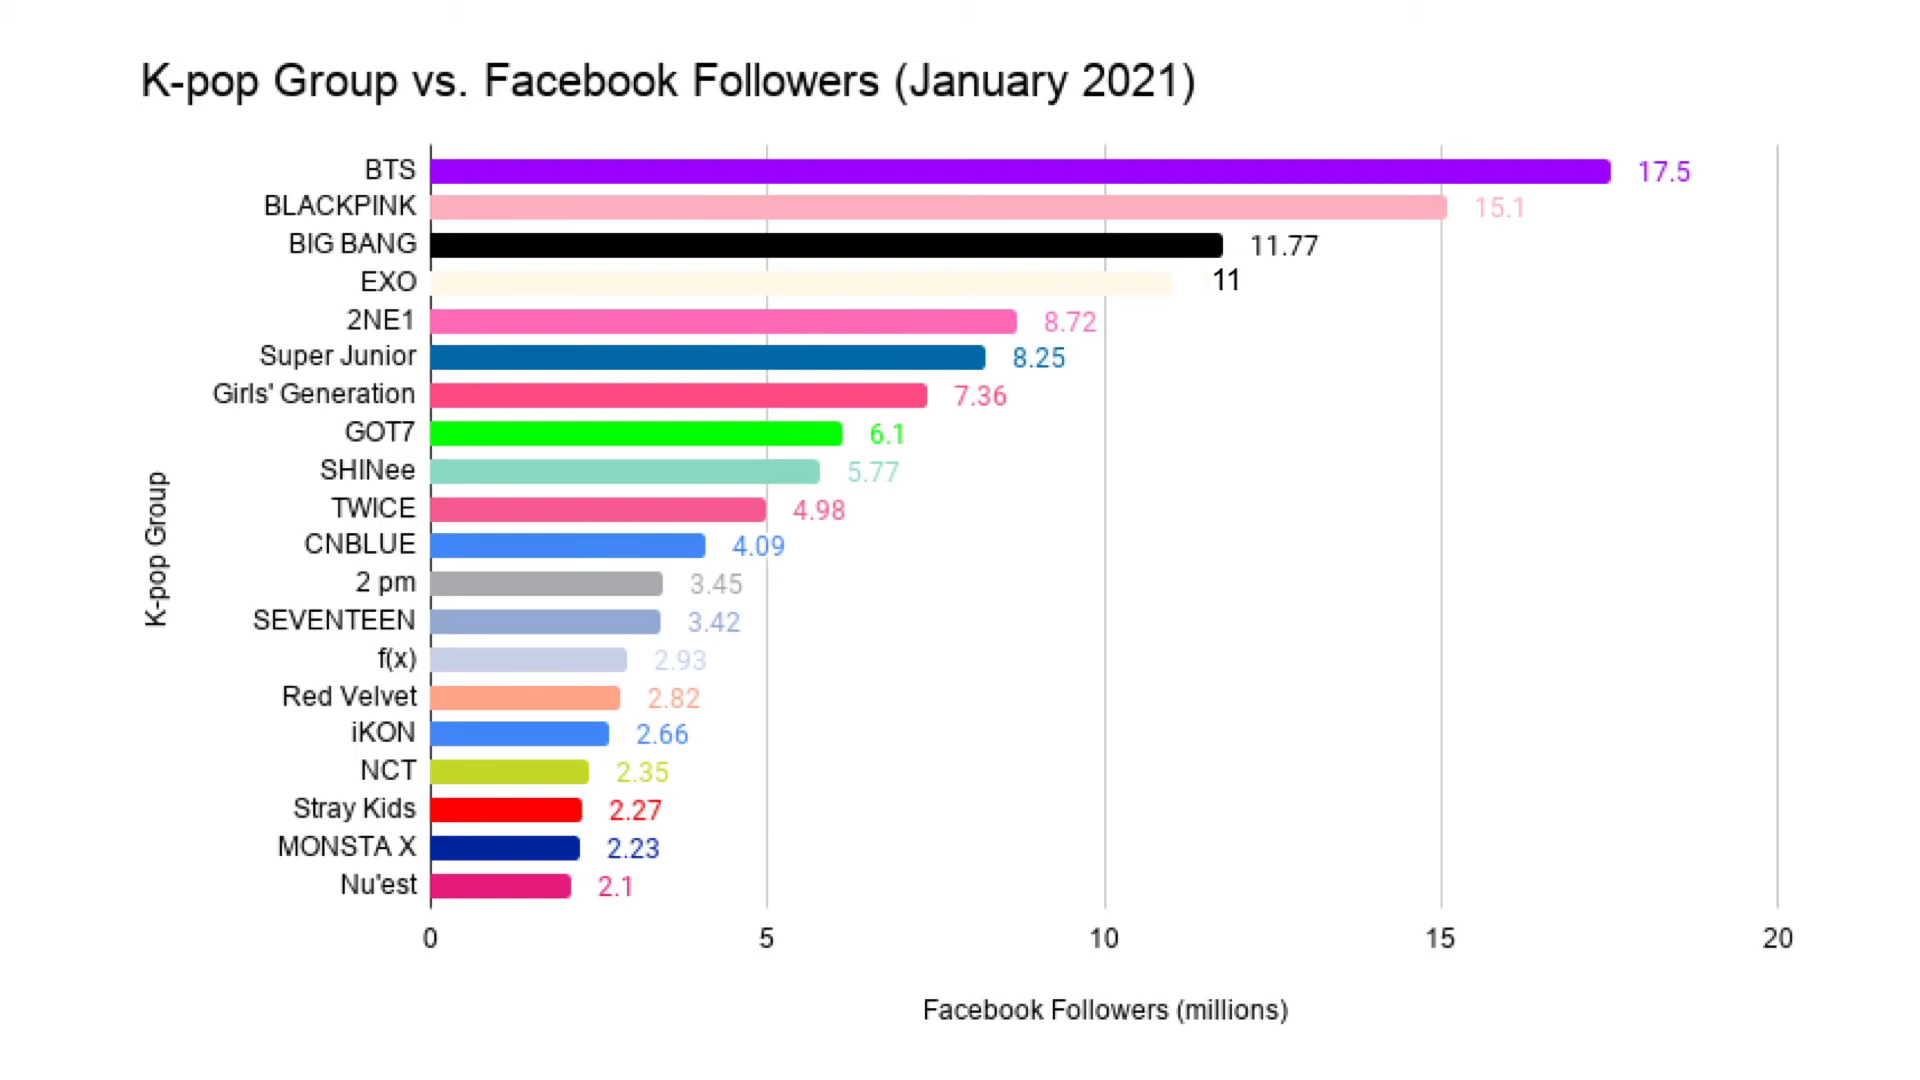 K-pop Group vs. Facebook Followers (January 2021)
BTS 17.5
BLACKPINK 15.1
BIG BANG 11.77
EXO 11
2NE1 8.72
Super Junior 8.25
Girls' Generation 7.36
GOT7 6.1
SHINee 5.77
TWICE 4.98
CNBLUE 4.09
2 pm 3.45
SEVENTEEN 3.42
f(x) 2.93
Red Velvet 2.82
iKON 2.66
NCT 2.35
Stray Kids 2.27
MONSTA X 2.23
Nu'est 2.1
K-pop Group
0 5 10 15 20
Facebook Followers (millions)